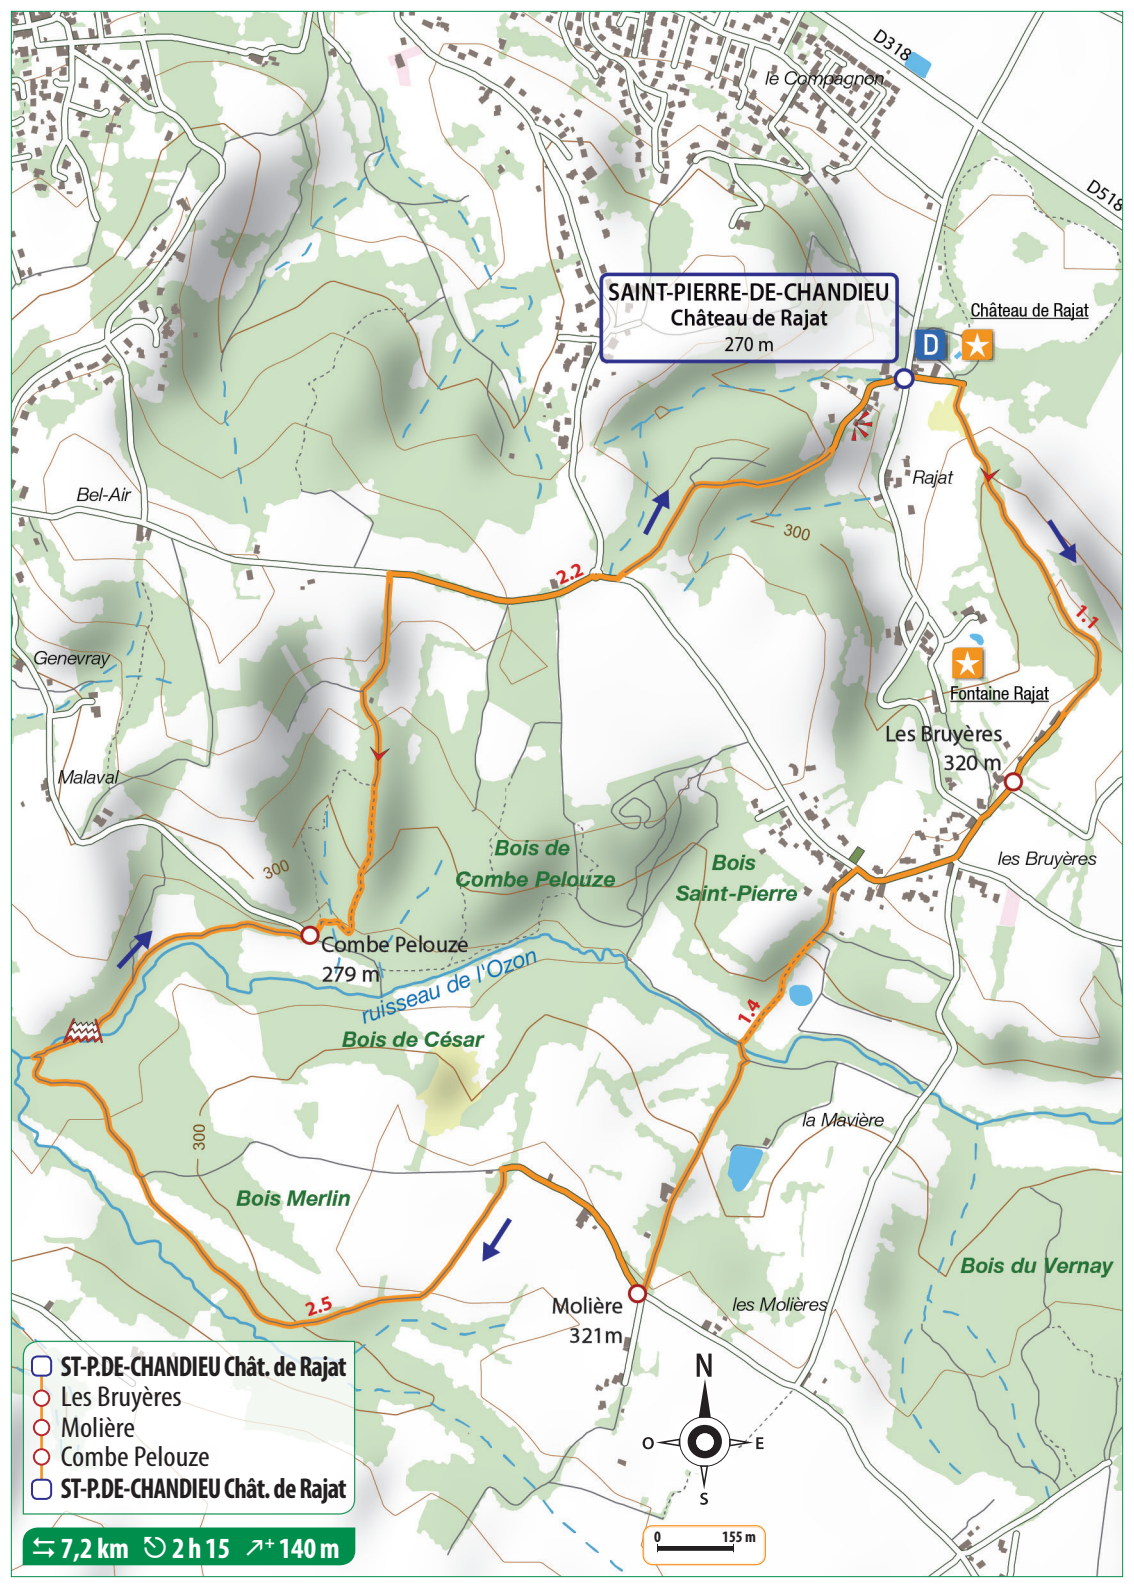 D318
le Compagnon
D518
SAINT-PIERRE-DE-CHANDIEU
Château de Rajat
270 m
D
Château de Rajat
Rajat
Bel-Air
300
2.2
1.1
Genevray
Fontaine Rajat
Les Bruyères
320 m
Malaval
300
Bois de
Combe Pelouze
Bois
Saint-Pierre
les Bruyères
Combe Pelouze
279 m
ruisseau de l'Ozon
1.4
Bois de César
300
la Mavière
Bois Merlin
Bois du Vernay
2.5
Molière
321m
les Molières
N
O
E
S
0 155 m
ST-P.DE-CHANDIEU Chât. de Rajat
Les Bruyères
Molière
Combe Pelouze
ST-P.DE-CHANDIEU Chât. de Rajat
7,2 km 2 h 15 + 140 m